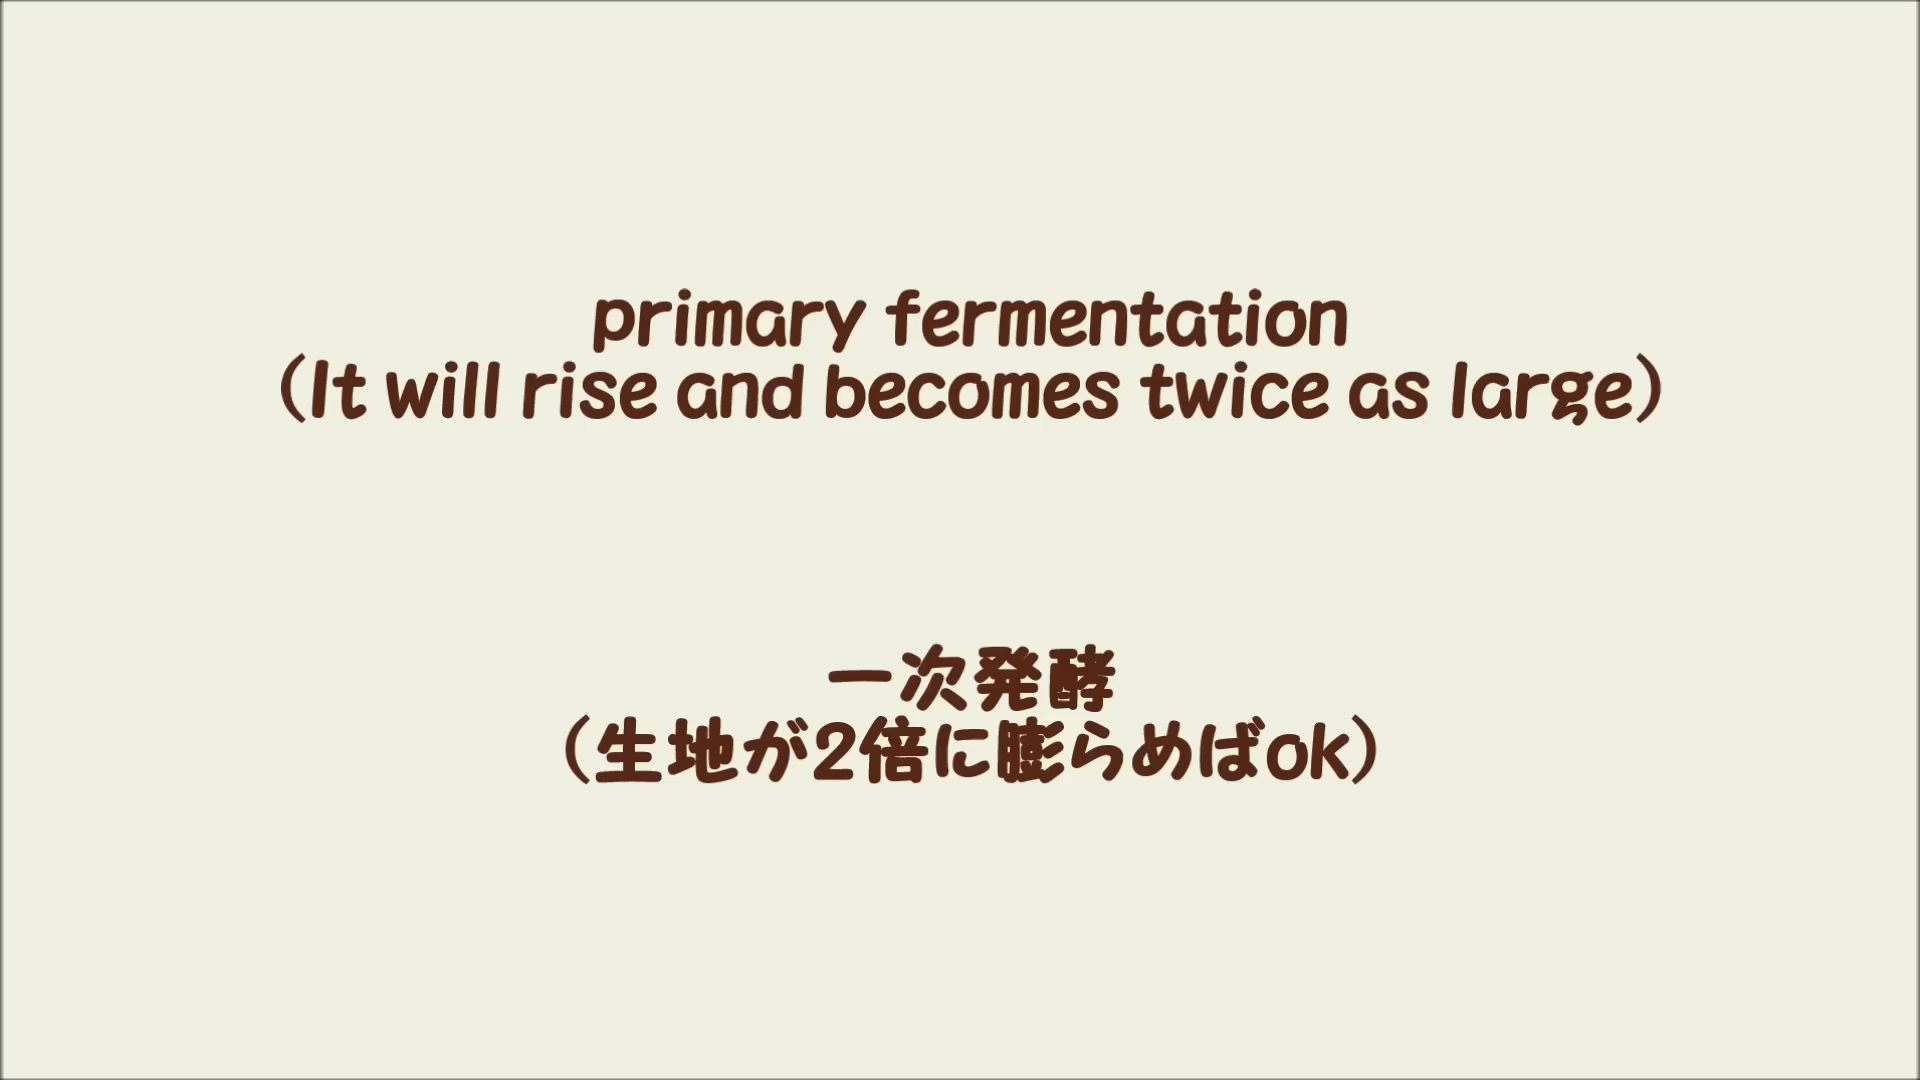 primary fermentation
（It will rise and becomes twice as large）
一次発酵
（生地が2倍に膨らめばok）